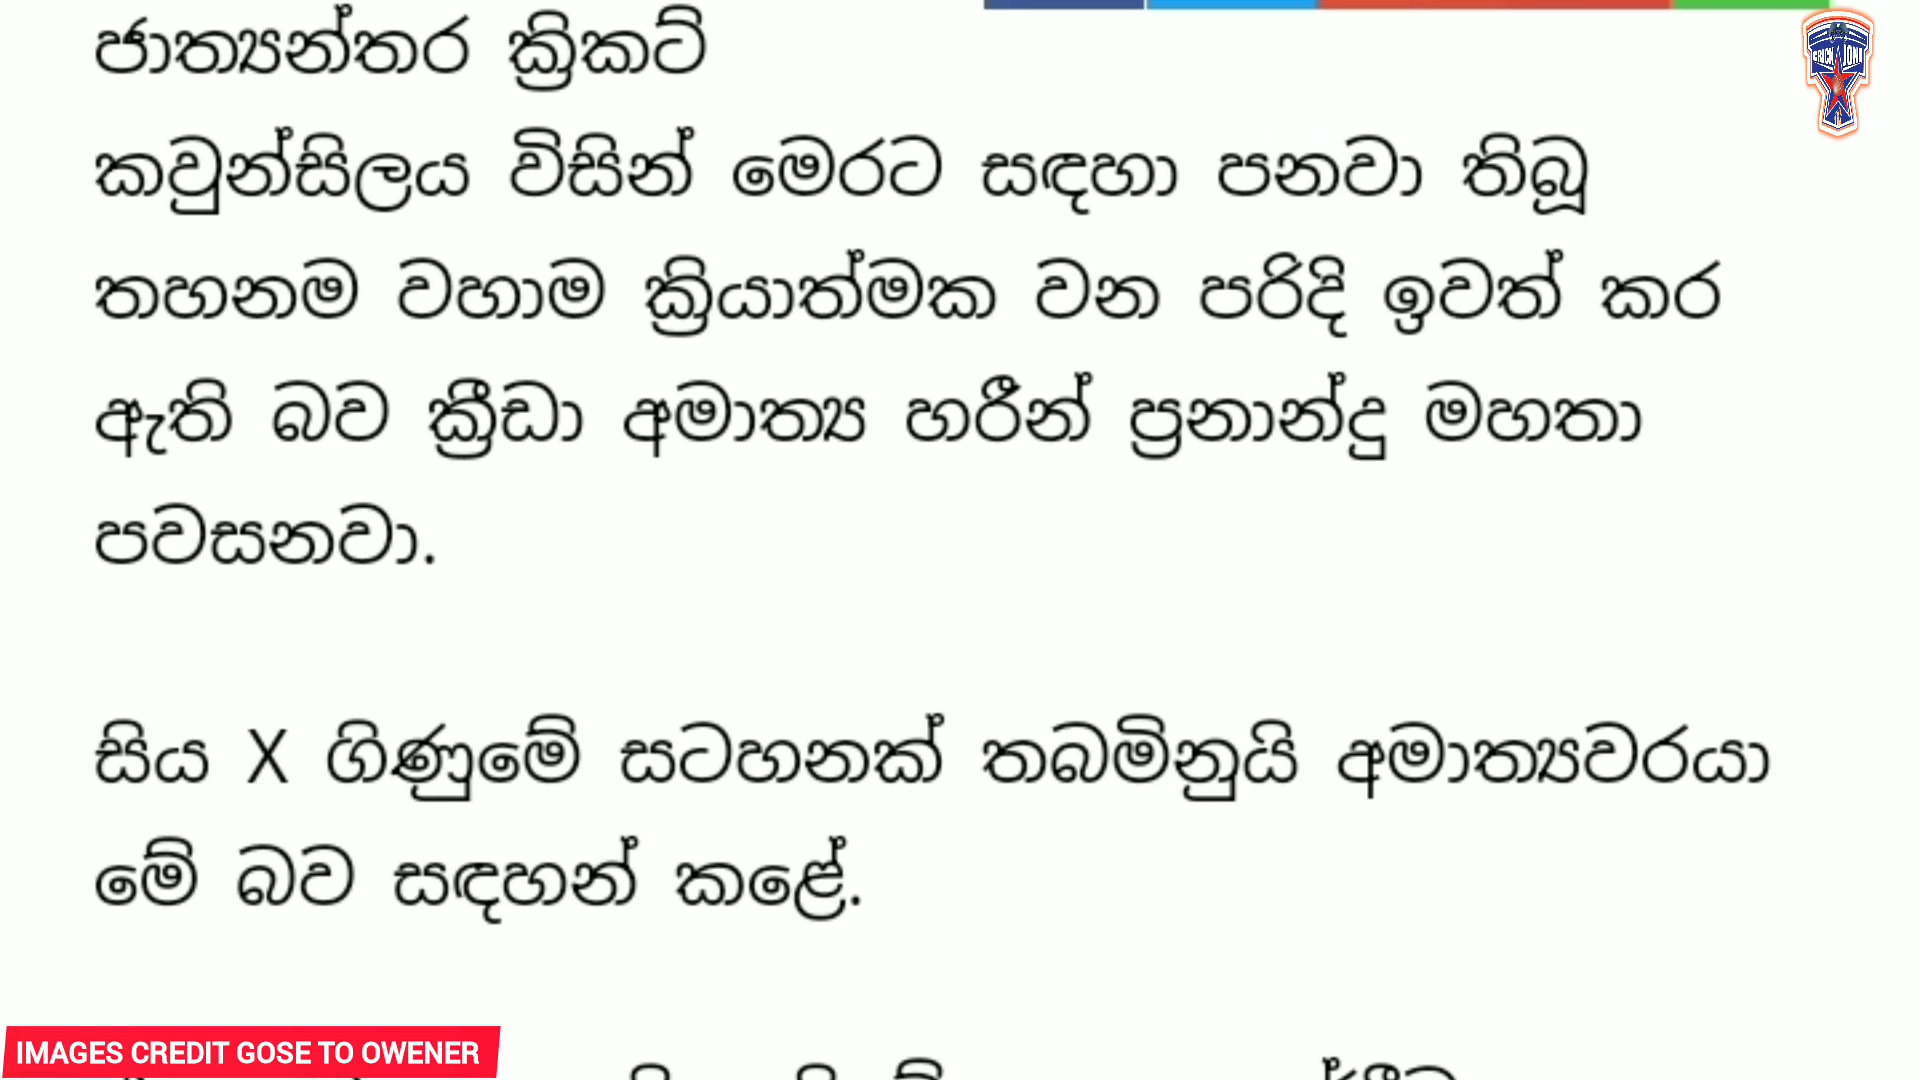 ජාත්‍යන්තර ක්‍රිකට්
කවුන්සිලය විසින් මෙරට සඳහා පනවා තිබූ
තහනම වහාම ක්‍රියාත්මක වන පරිදි ඉවත් කර
ඇති බව ක්‍රීඩා අමාත්‍ය හරීන් ප්‍රනාන්දු මහතා
පවසනවා.
සිය X ගිණුමේ සටහනක් තබමිනුයි අමාත්‍යවරයා
මේ බව සඳහන් කළේ.
IMAGES CREDIT GOSE TO OWENER